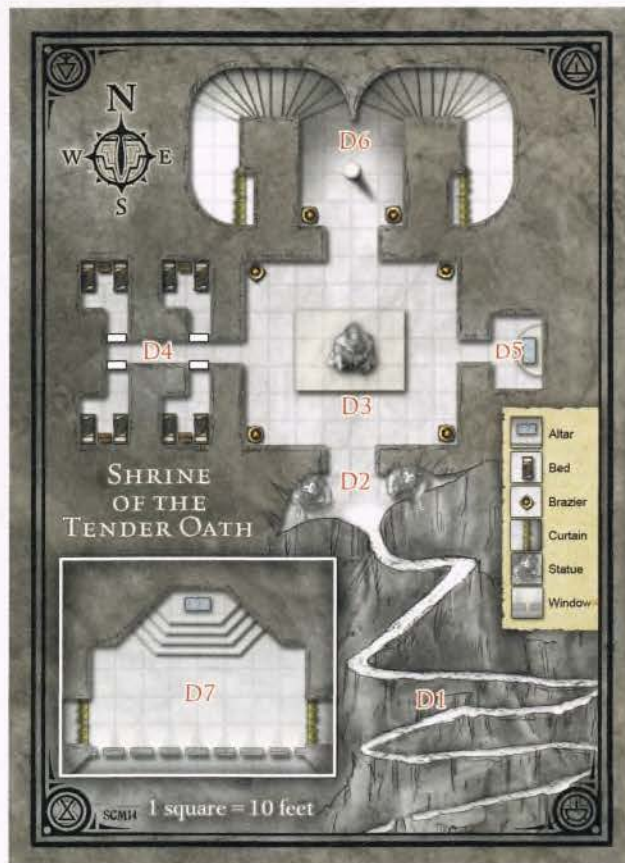 N
W E
S
D6
D4
D5
D3
D2
SHRINE
OF THE
TENDER OATH
Altar
Bed
Brazier
Curtain
Statue
Window
D7
D1
SCM14
1 square = 10 feet